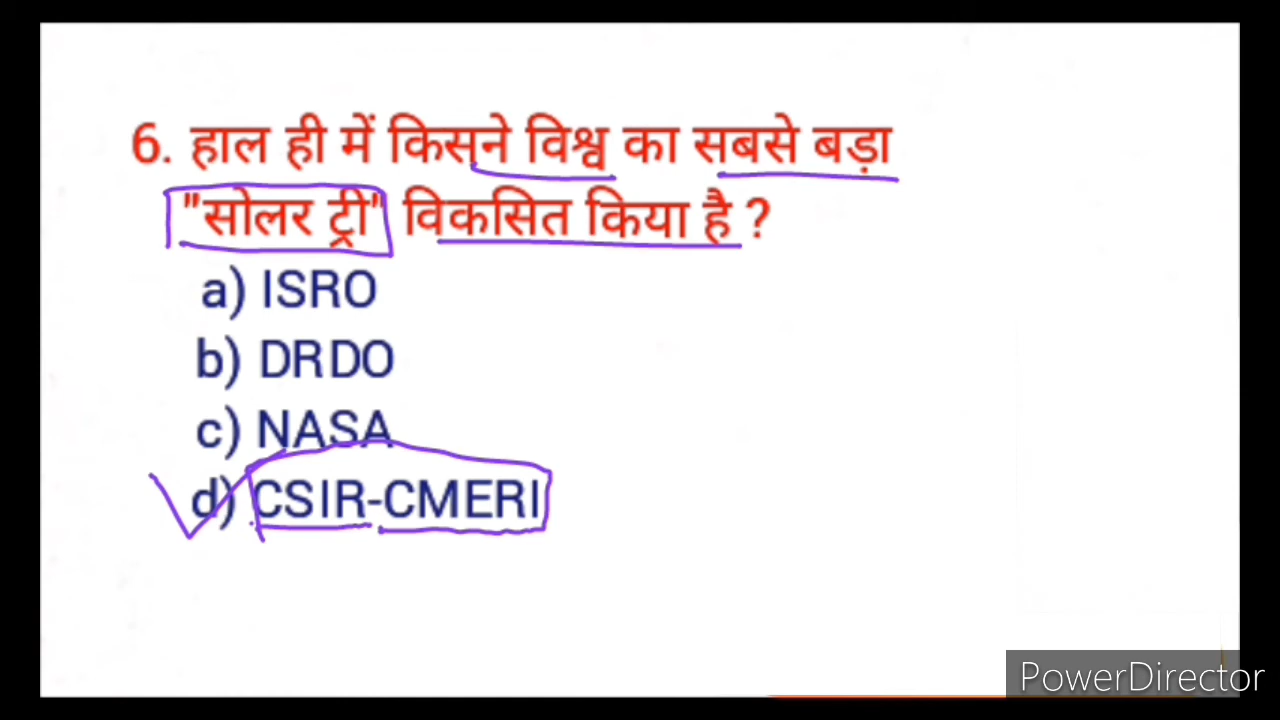 6. हाल ही में किसने विश्व का सबसे बड़ा
"सोलर ट्री" विकसित किया है ?
a) ISRO
b) DRDO
c) NASA
d) CSIR-CMERI
PowerDirector